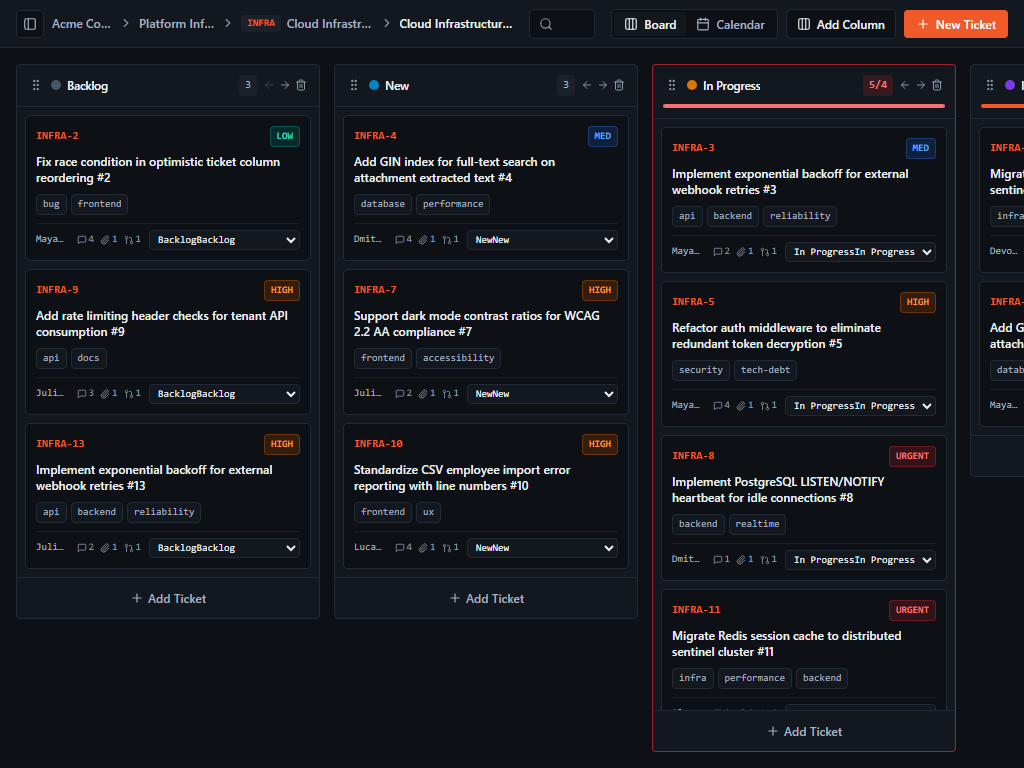 Acme Co... Platform Inf... INFRA Cloud Infrastr... Cloud Infrastructur... Board Calendar Add Column New Ticket
Backlog 3
INFRA-2 LOW
Fix race condition in optimistic ticket column
reordering #2
bug frontend
Maya... 4 1 1 BacklogBacklog
INFRA-9 HIGH
Add rate limiting header checks for tenant API
consumption #9
api docs
Juli... 3 1 1 BacklogBacklog
INFRA-13 HIGH
Implement exponential backoff for external
webhook retries #13
api backend reliability
Juli... 2 1 1 BacklogBacklog
Add Ticket
New 3
INFRA-4 MED
Add GIN index for full-text search on
attachment extracted text #4
database performance
Dmit... 4 1 1 NewNew
INFRA-7 HIGH
Support dark mode contrast ratios for WCAG
2.2 AA compliance #7
frontend accessibility
Juli... 2 1 1 NewNew
INFRA-10 HIGH
Standardize CSV employee import error
reporting with line numbers #10
frontend ux
Luca... 4 1 1 NewNew
Add Ticket
In Progress 5/4
INFRA-3 MED
Implement exponential backoff for external
webhook retries #3
api backend reliability
Maya... 2 1 1 In ProgressIn Progress
INFRA-5 HIGH
Refactor auth middleware to eliminate
redundant token decryption #5
security tech-debt
Maya... 4 1 1 In ProgressIn Progress
INFRA-8 URGENT
Implement PostgreSQL LISTEN/NOTIFY
heartbeat for idle connections #8
backend realtime
Dmit... 1 1 1 In ProgressIn Progress
INFRA-11 URGENT
Migrate Redis session cache to distributed
sentinel cluster #11
infra performance backend
Add Ticket
INFRA-
Migrat
sentine
infra
Devo...
INFRA-
Add G
attach
datab
Maya...